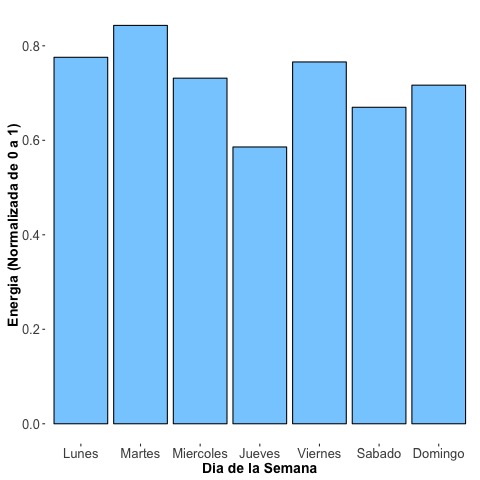 Energia (Normalizada de 0 a 1)
0.8
0.6
0.4
0.2
0.0
Lunes Martes Miercoles Jueves Viernes Sabado Domingo
Dia de la Semana